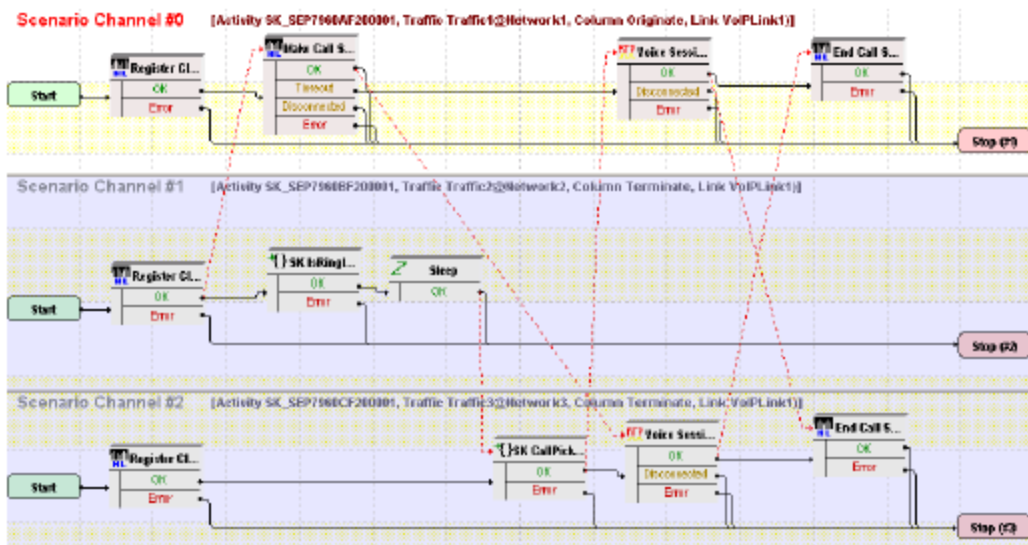 Scenario Channel #0 [Activity SK_SEP7960AF200001, Traffic Traffic1@Network1, Column Originate, Link VoIPLink1)]
Start
Register Cl...
OK
Error
Make Call S...
OK
Timeout
Disconnected
Error
Voice Sessi...
OK
Disconnected
Error
End Call S...
OK
Error
Stop (#1)
Scenario Channel #1 [Activity SK_SEP7960BF200001, Traffic Traffic2@Network2, Column Terminate, Link VoIPLink1)]
Start
Register Cl...
OK
Error
SK IsRingI...
OK
Error
Sleep
OK
Stop (#2)
Scenario Channel #2 [Activity SK_SEP7960CF200001, Traffic Traffic3@Network3, Column Terminate, Link VoIPLink1)]
Start
Register Cl...
OK
Error
SK CallPick...
OK
Error
Voice Sessi...
OK
Disconnected
Error
End Call S...
OK
Error
Stop (#3)